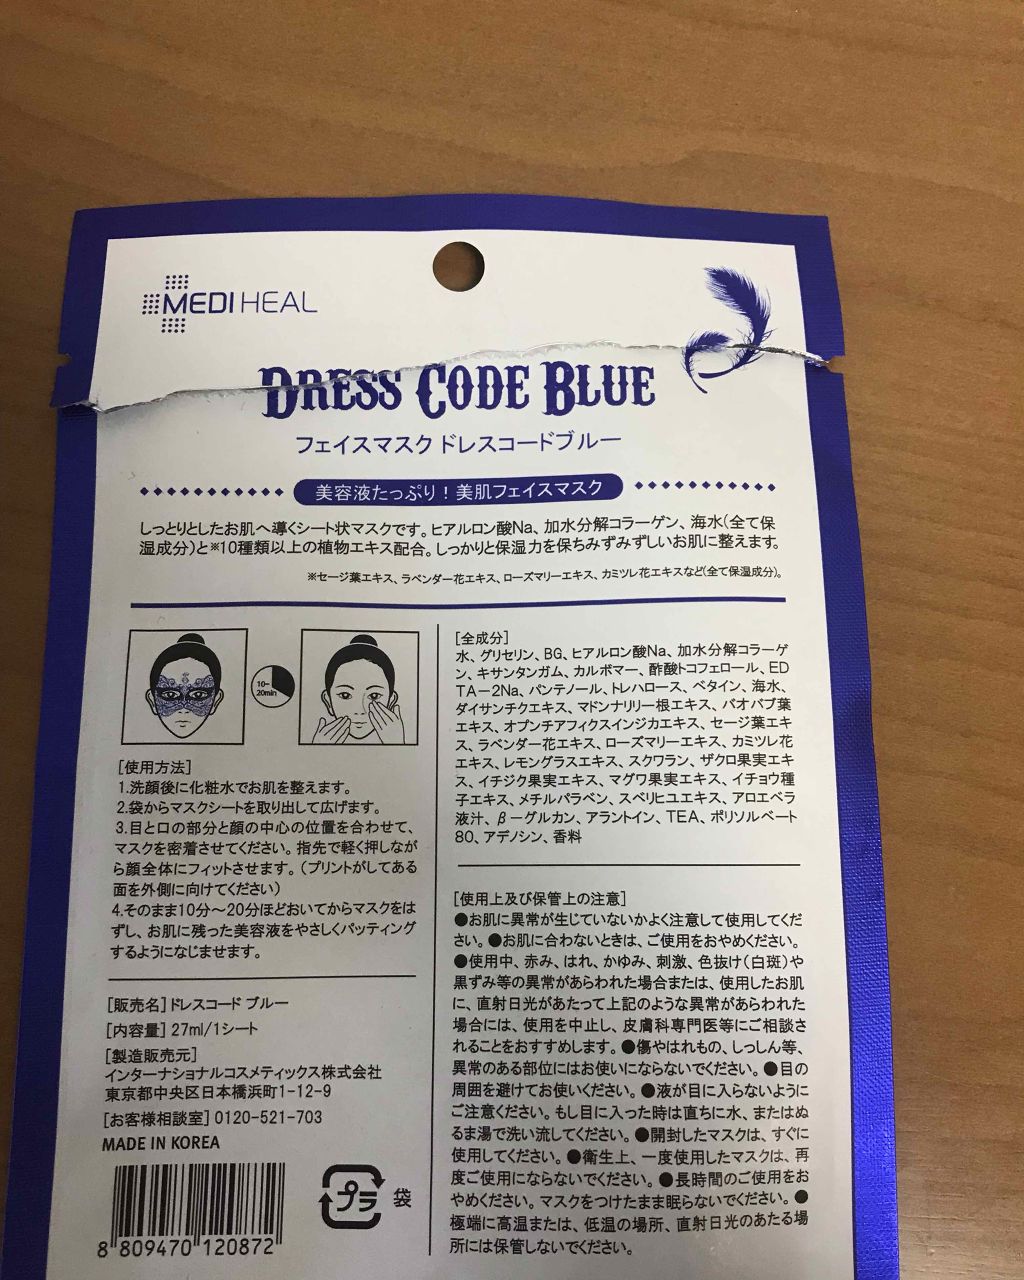 MEDIHEAL
DRESS CODE BLUE
フェイスマスク ドレスコードブルー
美容液たっぷり！美肌フェイスマスク
しっとりとしたお肌へ導くシート状マスクです。ヒアルロン酸Na、加水分解コラーゲン、海水(全て保
湿成分)と※10種類以上の植物エキス配合。しっかりと保湿力を保ちみずみずしいお肌に整えます。
※セージ葉エキス、ラベンダー花エキス、ローズマリーエキス、カミツレ花エキスなど(全て保湿成分)。
10~
20min
[使用方法]
1.洗顔後に化粧水でお肌を整えます。
2.袋からマスクシートを取り出して広げます。
3.目と口の部分と顔の中心の位置を合わせて、
マスクを密着させてください。指先で軽く押しなが
ら顔全体にフィットさせます。(プリントがしてある
面を外側に向けてください)
4.そのまま10分～20分ほどおいてからマスクをは
ずし、お肌に残った美容液をやさしくパッティング
するようになじませます。
[販売名]ドレスコード ブルー
[内容量] 27ml/1シート
[製造販売元]
インターナショナルコスメティックス株式会社
東京都中央区日本橋浜町1-12-9
[お客様相談室] 0120-521-703
MADE IN KOREA
8 809470 120872
プラ
袋
[全成分]
水、グリセリン、BG、ヒアルロン酸Na、加水分解コラーゲ
ン、キサンタンガム、カルボマー、酢酸トコフェロール、ED
TA－2Na、パンテノール、トレハロース、ベタイン、海水、
ダイサンチクエキス、マドンナリリー根エキス、バオバブ葉
エキス、オプンチアフィクスインジカエキス、セージ葉エキ
ス、ラベンダー花エキス、ローズマリーエキス、カミツレ花
エキス、レモングラスエキス、スクワラン、ザクロ果実エキ
ス、イチジク果実エキス、マグワ果実エキス、イチョウ種
子エキス、メチルパラベン、スベリヒユエキス、アロエベラ
液汁、β－グルカン、アラントイン、TEA、ポリソルベート
80、アデノシン、香料
[使用上及び保管上の注意]
●お肌に異常が生じていないかよく注意して使用してくだ
さい。●お肌に合わないときは、ご使用をおやめください。
●使用中、赤み、はれ、かゆみ、刺激、色抜け(白斑)や
黒ずみ等の異常があらわれた場合または、使用したお肌
に、直射日光があたって上記のような異常があらわれた
場合には、使用を中止し、皮膚科専門医等にご相談さ
れることをおすすめします。●傷やはれもの、しっしん等、
異常のある部位にはお使いにならないでください。●目の
周囲を避けてお使いください。●液が目に入らないように
ご注意ください。もし目に入った時は直ちに水、またはぬ
るま湯で洗い流してください。●開封したマスクは、すぐに
使用してください。●衛生上、一度使用したマスクは、再
度ご使用にならないでください。●長時間のご使用をお
やめください。マスクをつけたまま眠らないでください。●
極端に高温または、低温の場所、直射日光のあたる場
所には保管しないでください。